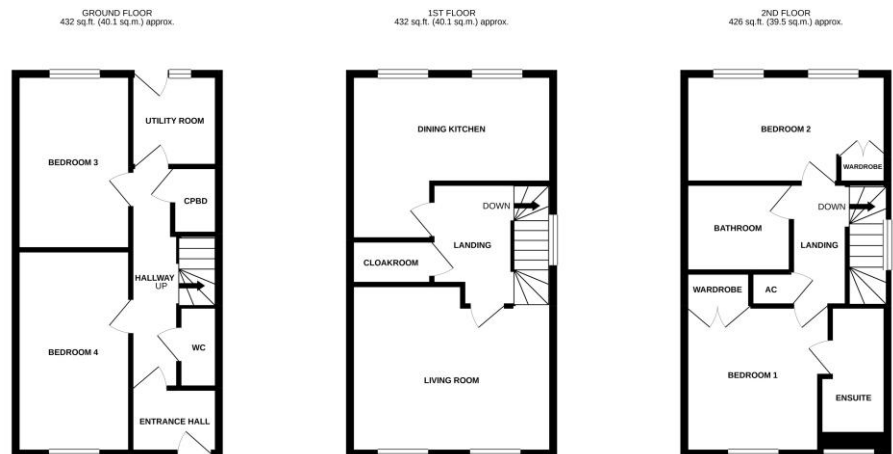 GROUND FLOOR
432 sq.ft. (40.1 sq.m.) approx.
UTILITY ROOM
BEDROOM 3
CPBD
HALLWAY
UP
WC
BEDROOM 4
ENTRANCE HALL
1ST FLOOR
432 sq.ft. (40.1 sq.m.) approx.
DINING KITCHEN
DOWN
LANDING
CLOAKROOM
LIVING ROOM
2ND FLOOR
426 sq.ft. (39.5 sq.m.) approx.
BEDROOM 2
WARDROBE
DOWN
BATHROOM
LANDING
WARDROBE
AC
BEDROOM 1
ENSUITE